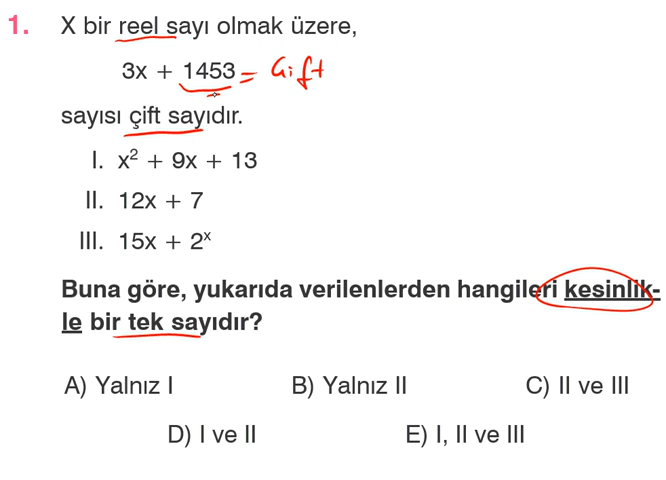 1. X bir reel sayı olmak üzere,
3x + 1453 = Çift
sayısı çift sayıdır.
I. x² + 9x + 13
II. 12x + 7
III. 15x + 2ˣ
Buna göre, yukarıda verilenlerden hangileri kesinlik-
le bir tek sayıdır?
A) Yalnız I B) Yalnız II C) II ve III
D) I ve II E) I, II ve III